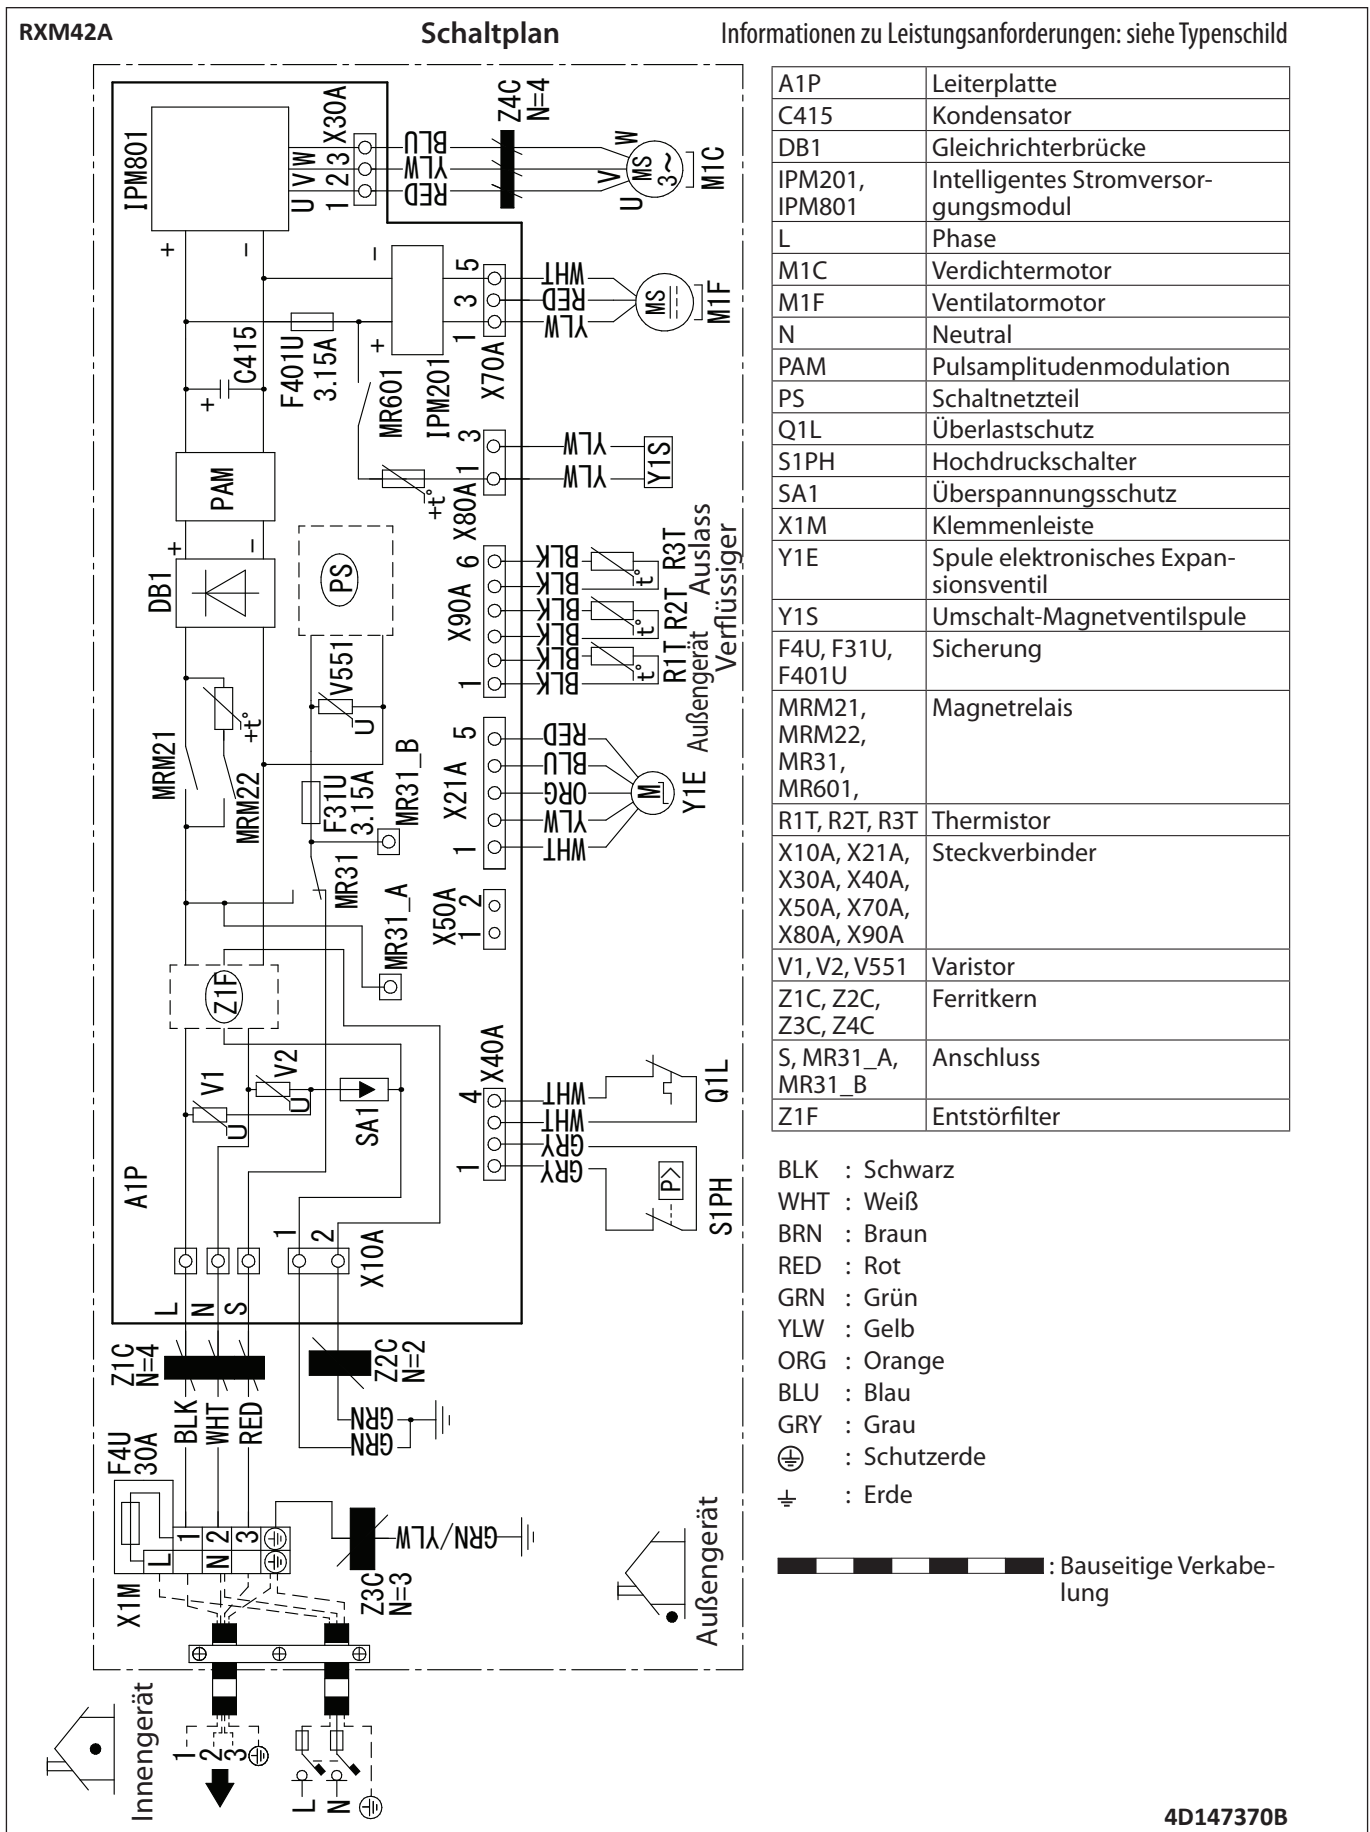 RXM42A
Schaltplan
Informationen zu Leistungsanforderungen: siehe Typenschild
IPM801
U V W
1 2 3 X30A
BLU
YLW
RED
Z4C
N=4
U
V
W
MS
3~
M1C
+
–
–
+
F401U
3.15A
C415
+
MR601
IPM201
1 3 5
X70A
WHT
RED
YLW
MS
M1F
PAM
+t°
X80A 1 3
YLW
YLW
Y1S
+
–
DB1
PS
X90A
1
6
BLK
BLK
BLK
BLK
BLK
BLK
t°
t°
t°
R1T R2T R3T
Außengerät
Auslass
Verflüssiger
V551
U
MRM21
MRM22
+t°
F31U
3.15A
MR31_B
MR31
MR31_A
X21A
1
5
RED
BLU
ORG
YLW
WHT
M
Y1E
X50A
1 2
Z1F
V1
U
V2
U
SA1
A1P
X40A
1
4
WHT
WHT
GRY
GRY
Q1L
P>
S1PH
1
2
X10A
L
N
S
Z1C
N=4
Z2C
N=2
BLK
WHT
RED
GRN
GRN
F4U
30A
1 2 3
L
N
X1M
Z3C
N=3
GRN/YLW
Außengerät
Innengerät
1
2
3
L
N
A1P Leiterplatte
C415 Kondensator
DB1 Gleichrichterbrücke
IPM201, Intelligentes Stromversor-
IPM801 gungsmodul
L Phase
M1C Verdichtermotor
M1F Ventilatormotor
N Neutral
PAM Pulsamplitudenmodulation
PS Schaltnetzteil
Q1L Überlastschutz
S1PH Hochdruckschalter
SA1 Überspannungsschutz
X1M Klemmenleiste
Y1E Spule elektronisches Expan-
sionsventil
Y1S Umschalt-Magnetventilspule
F4U, F31U, Sicherung
F401U
MRM21, Magnetrelais
MRM22,
MR31,
MR601,
R1T, R2T, R3T Thermistor
X10A, X21A, Steckverbinder
X30A, X40A,
X50A, X70A,
X80A, X90A
V1, V2, V551 Varistor
Z1C, Z2C, Ferritkern
Z3C, Z4C
S, MR31_A, Anschluss
MR31_B
Z1F Entstörfilter
BLK : Schwarz
WHT : Weiß
BRN : Braun
RED : Rot
GRN : Grün
YLW : Gelb
ORG : Orange
BLU : Blau
GRY : Grau
: Schutzerde
: Erde
: Bauseitige Verkabe-
lung
4D147370B